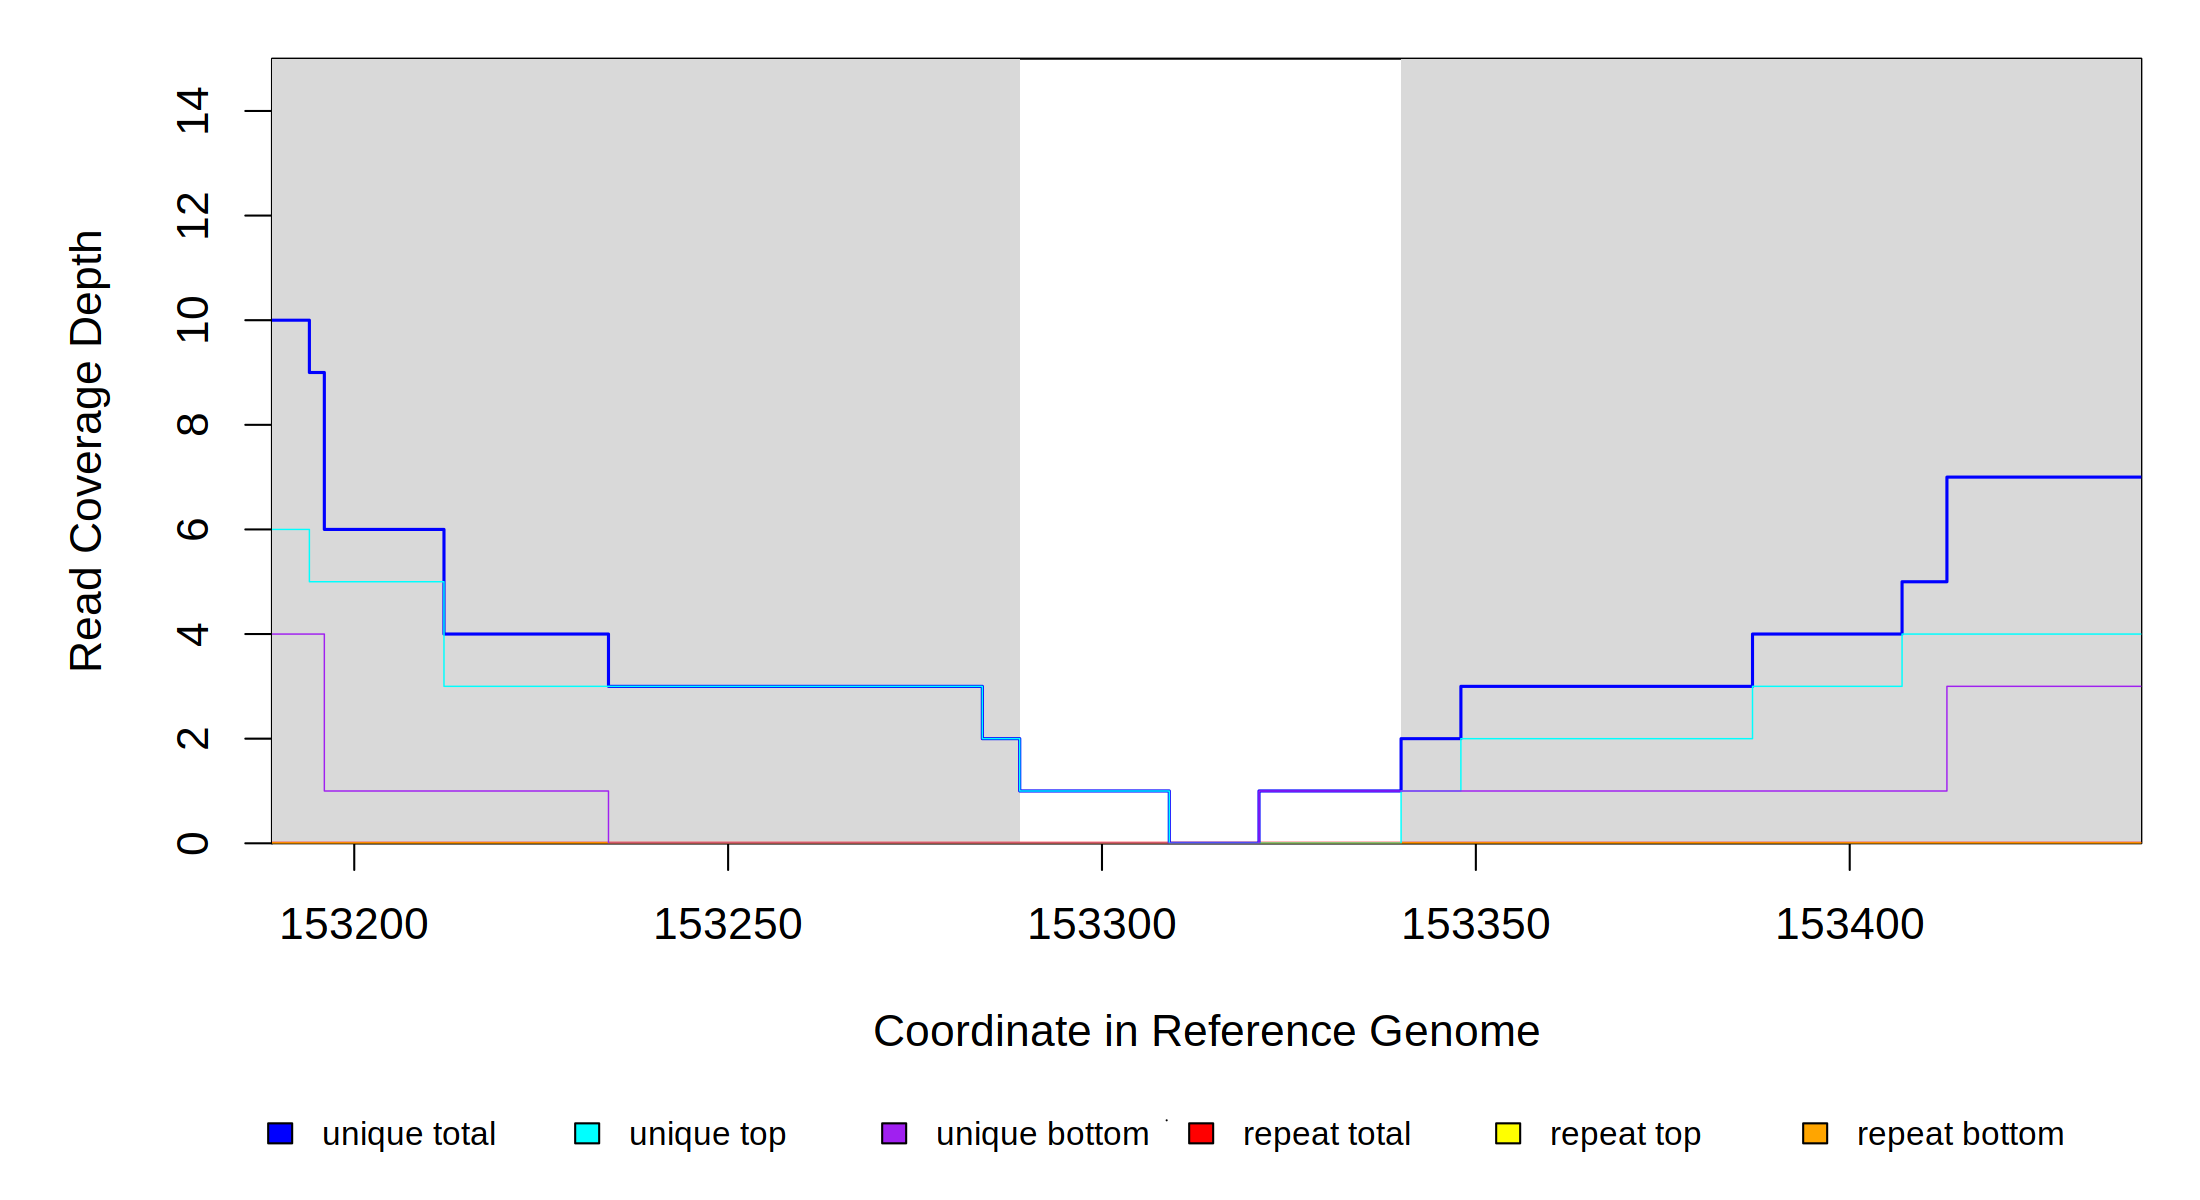 Read Coverage Depth
14
12
10
8
6
4
2
0
153200 153250 153300 153350 153400
Coordinate in Reference Genome
unique total unique top unique bottom repeat total repeat top repeat bottom